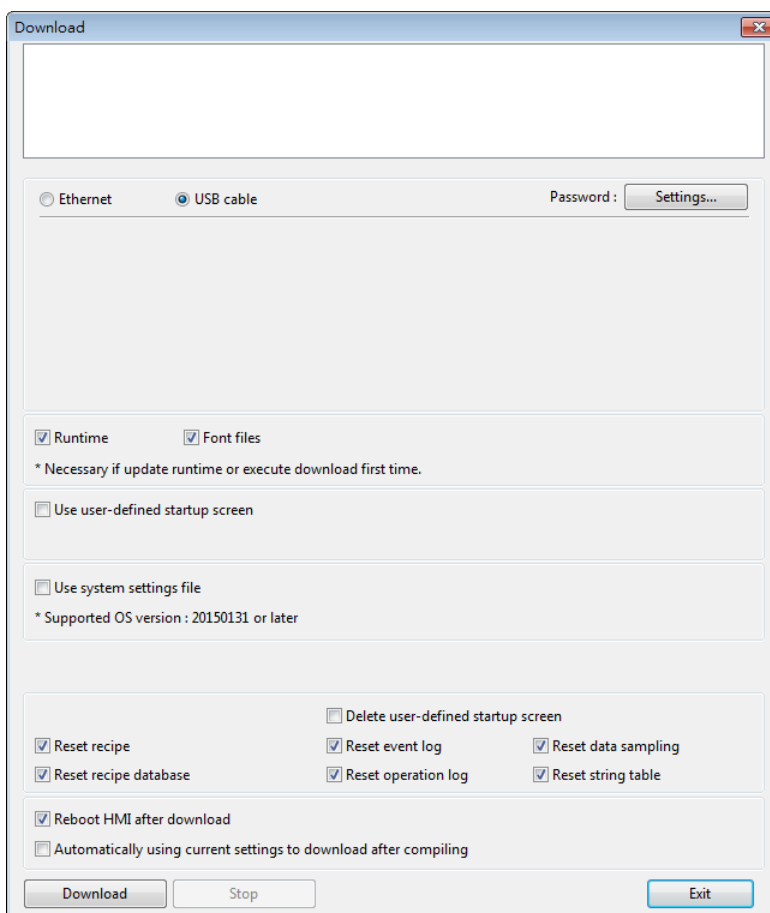 Download
Ethernet USB cable Password : Settings...
Runtime Font files
* Necessary if update runtime or execute download first time.
Use user-defined startup screen
Use system settings file
* Supported OS version : 20150131 or later
Delete user-defined startup screen
Reset recipe Reset event log Reset data sampling
Reset recipe database Reset operation log Reset string table
Reboot HMI after download
Automatically using current settings to download after compiling
Download Stop Exit